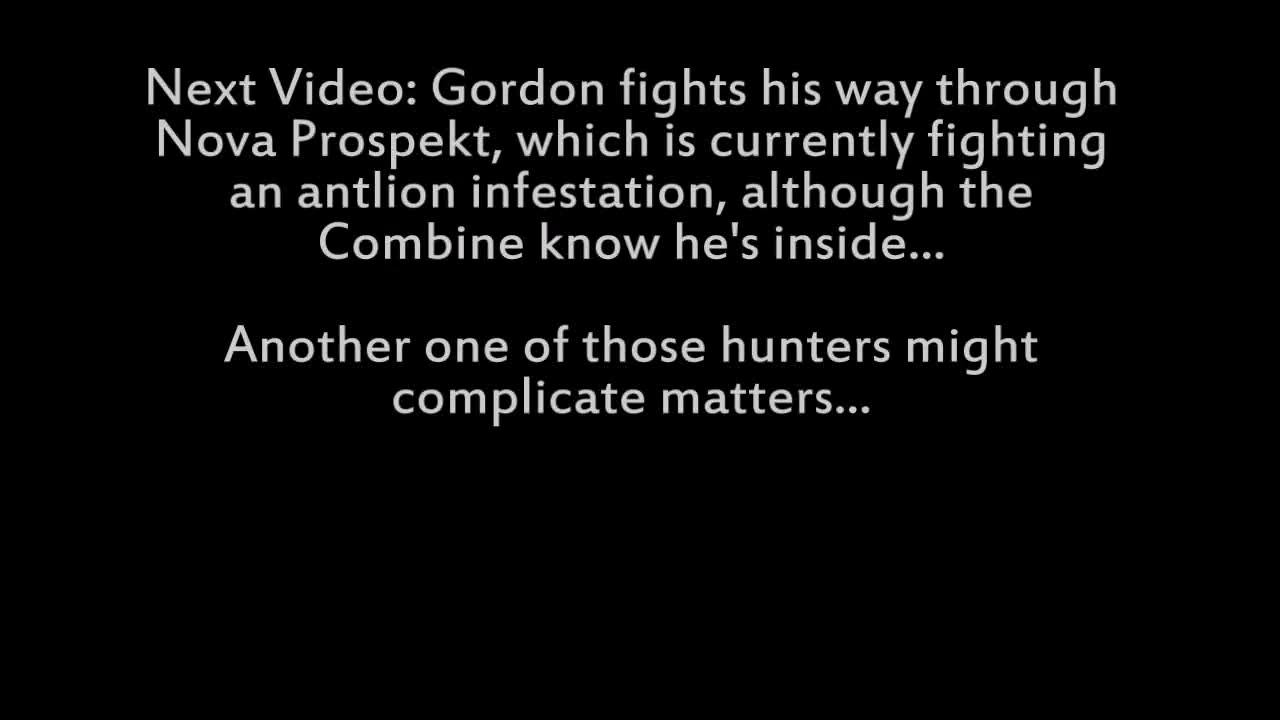 Next Video: Gordon fights his way through
Nova Prospekt, which is currently fighting
an antlion infestation, although the
Combine know he's inside...
Another one of those hunters might
complicate matters...